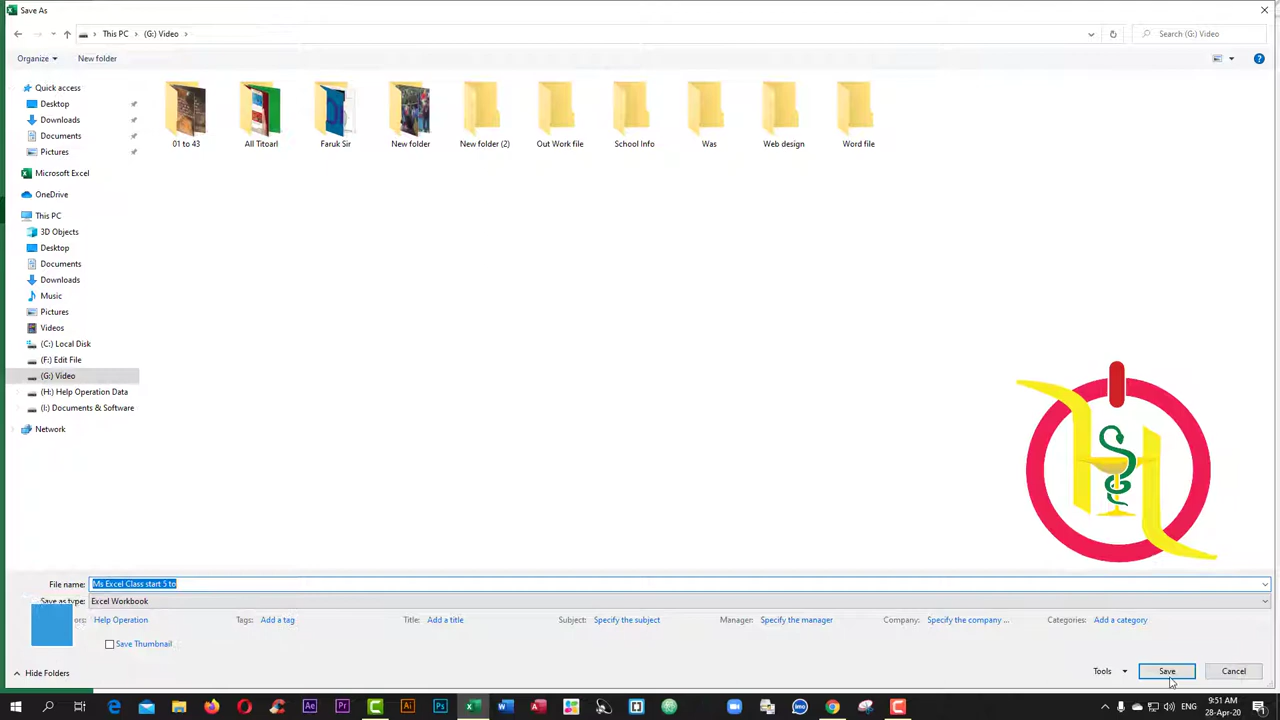 Save As
This PC
(G:) Video
Search (G:) Video
Organize
New folder
Quick access
Desktop
Downloads
Documents
Pictures
Microsoft Excel
OneDrive
This PC
3D Objects
Desktop
Documents
Downloads
Music
Pictures
Videos
(C:) Local Disk
(F:) Edit File
(G:) Video
(H:) Help Operation Data
(I:) Documents & Software
Network
01 to 43
All Titoarl
Faruk Sir
New folder
New folder (2)
Out Work file
School Info
Was
Web design
Word file
File name: Ms Excel Class start 5 to
Save as type: Excel Workbook
ors: Help Operation
Tags: Add a tag
Title: Add a title
Subject: Specify the subject
Manager: Specify the manager
Company: Specify the company ...
Categories: Add a category
Save Thumbnail
Hide Folders
Tools
Save
Cancel
9:51 AM
28-Apr-20